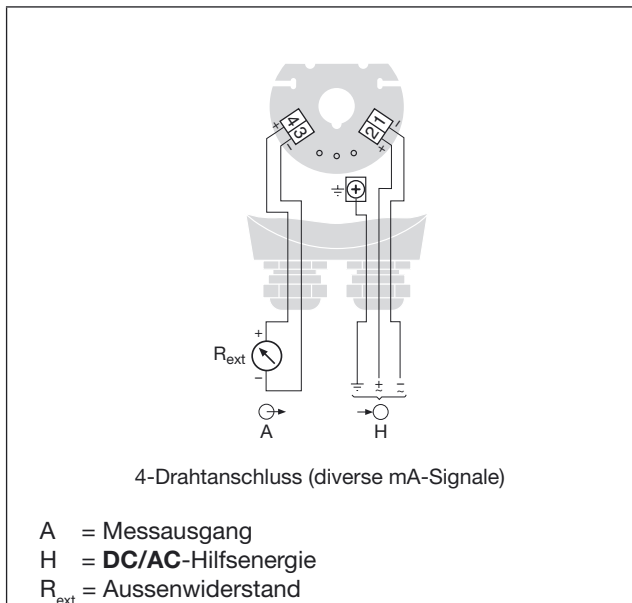 + 4 3 −
2 1 −
+
⏚
+
R_ext
−
⏚ ± ~ − ~
A H
4-Drahtanschluss (diverse mA-Signale)
A = Messausgang
H = DC/AC-Hilfsenergie
R_ext = Aussenwiderstand